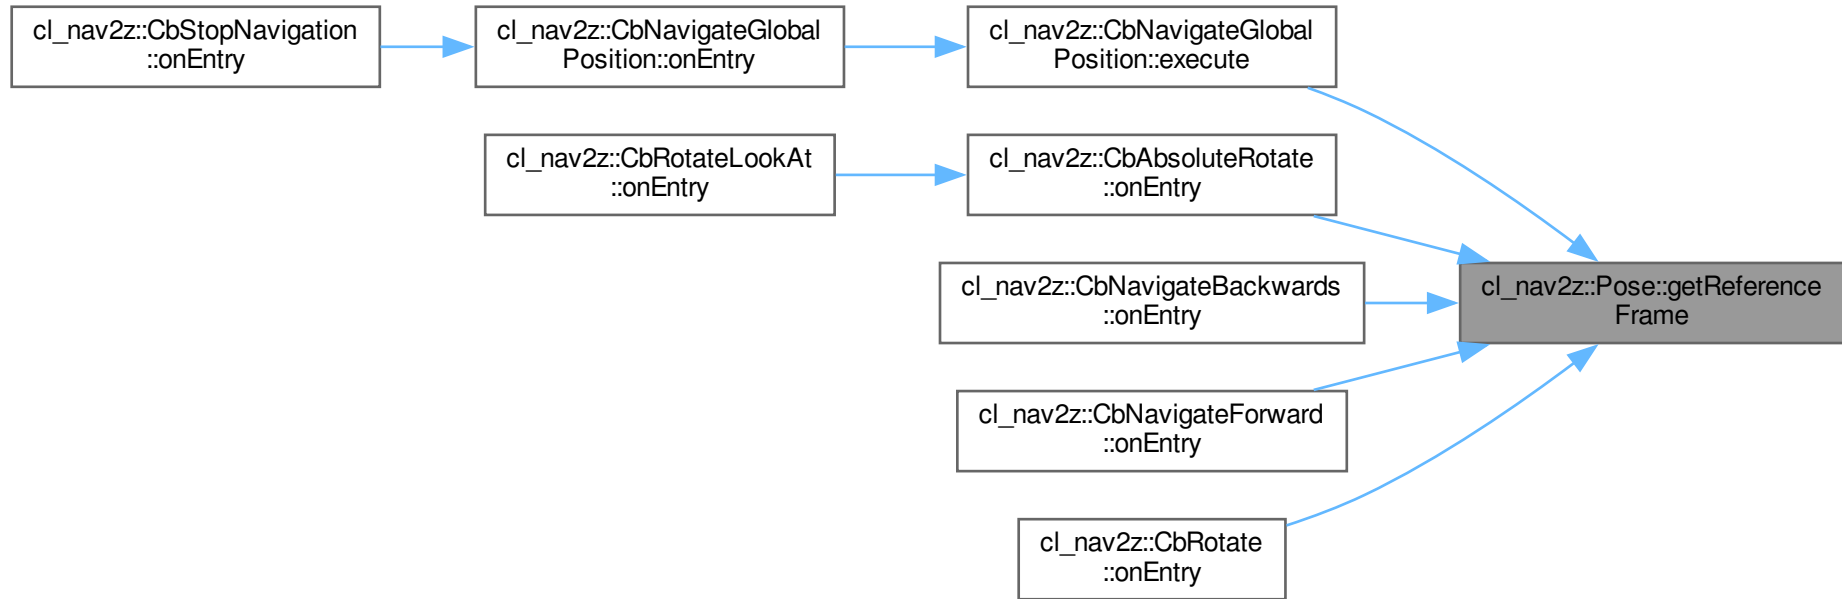 cl_nav2z::CbStopNavigation
::onEntry
cl_nav2z::CbNavigateGlobal
Position::onEntry
cl_nav2z::CbNavigateGlobal
Position::execute
cl_nav2z::CbRotateLookAt
::onEntry
cl_nav2z::CbAbsoluteRotate
::onEntry
cl_nav2z::CbNavigateBackwards
::onEntry
cl_nav2z::Pose::getReference
Frame
cl_nav2z::CbNavigateForward
::onEntry
cl_nav2z::CbRotate
::onEntry